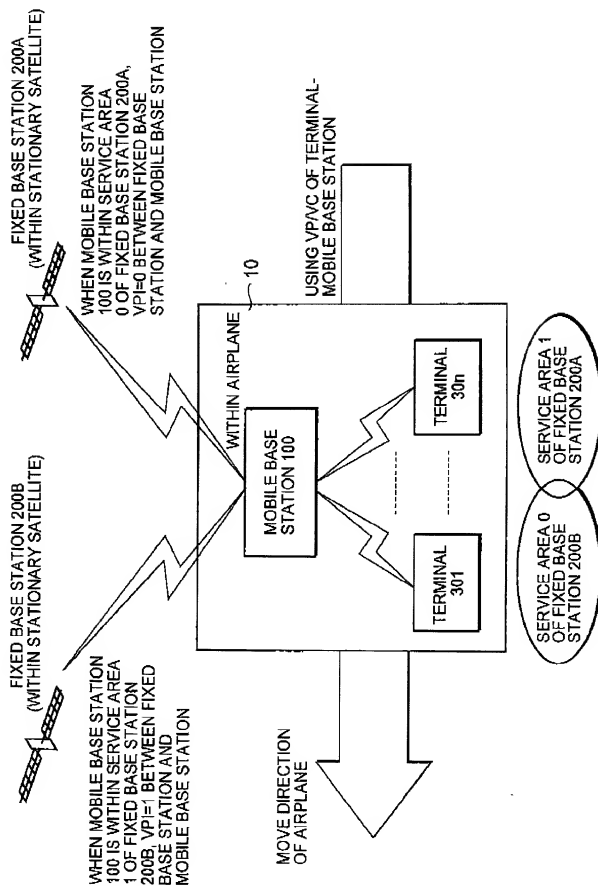 FIXED BASE STATION 200B
(WITHIN STATIONARY SATELLITE)
FIXED BASE STATION 200A
(WITHIN STATIONARY SATELLITE)
WHEN MOBILE BASE STATION
100 IS WITHIN SERVICE AREA
1 OF FIXED BASE STATION
200B, VPI=1 BETWEEN FIXED
BASE STATION AND
MOBILE BASE STATION
WHEN MOBILE BASE STATION
100 IS WITHIN SERVICE AREA
0 OF FIXED BASE STATION 200A,
VPI=0 BETWEEN FIXED BASE
STATION AND MOBILE BASE STATION
WITHIN AIRPLANE
10
MOBILE BASE
STATION 100
MOVE DIRECTION
OF AIRPLANE
USING VP/VC OF TERMINAL-
MOBILE BASE STATION
TERMINAL
301
TERMINAL
30n
SERVICE AREA 0
OF FIXED BASE
STATION 200B
SERVICE AREA 1
OF FIXED BASE
STATION 200A